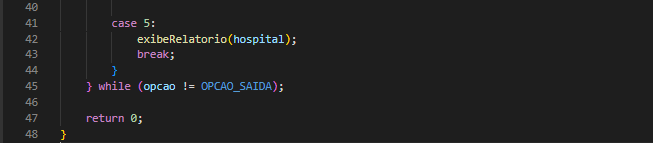 40
41 case 5:
42 exibeRelatorio(hospital);
43 break;
44 }
45 } while (opcao != OPCAO_SAIDA);
46
47 return 0;
48 }